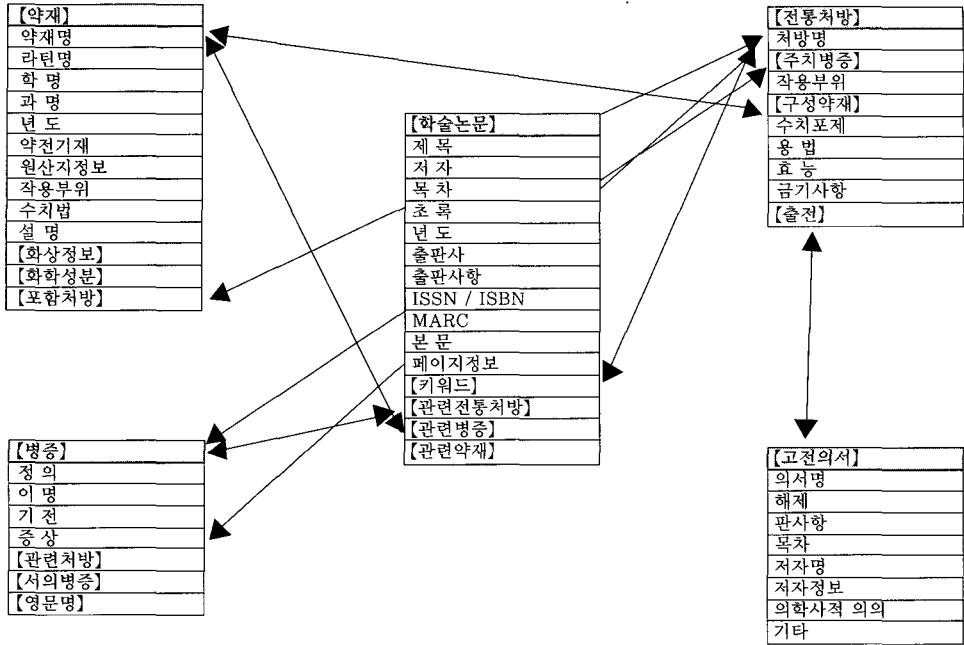 【약재】
약재명
라틴명
학 명
과 명
년 도
약전기재
원산지정보
작용부위
수치법
설 명
【화상정보】
【화학성분】
【포함처방】
【병증】
정 의
이 명
기 전
증 상
【관련처방】
【서의병증】
【영문명】
【학술논문】
제 목
저 자
목 차
초 록
년 도
출판사
출판사항
ISSN / ISBN
MARC
본 문
페이지정보
【키워드】
【관련전통처방】
【관련병증】
【관련약재】
【전통처방】
처방명
【주치병증】
작용부위
【구성약재】
수치포제
용 법
효 능
금기사항
【출전】
【고전의서】
의서명
해제
판사항
목차
저자명
저자정보
의학사적 의의
기타